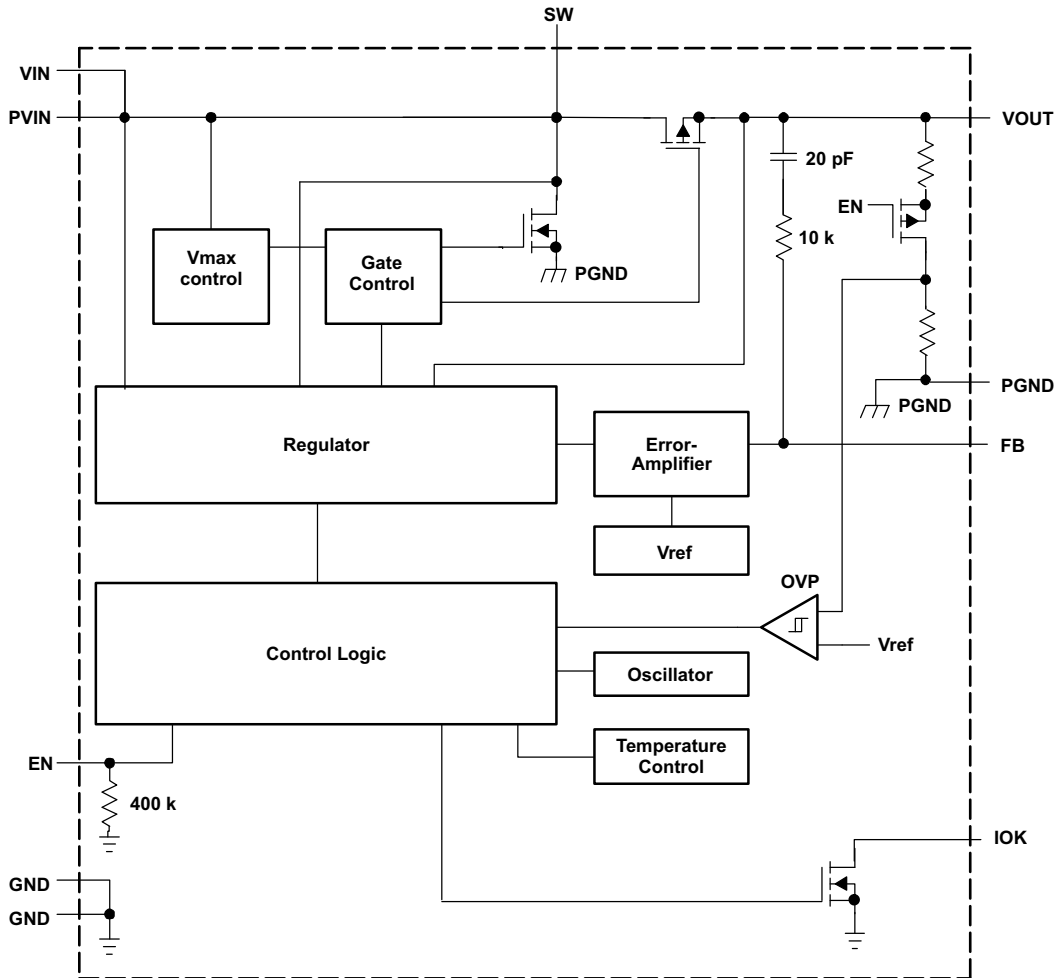 SW
VIN
PVIN
VOUT
20 pF
EN
10 k
Vmax
control
Gate
Control
PGND
PGND
PGND
Regulator
Error-
Amplifier
FB
Vref
OVP
Control Logic
Vref
Oscillator
Temperature
Control
EN
400 k
IOK
GND
GND